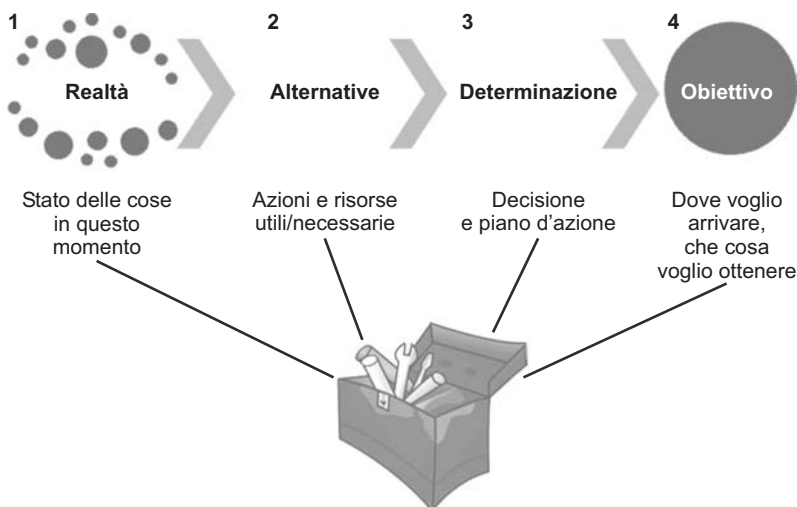 1
Realtà
2
Alternative
3
Determinazione
4
Obiettivo
Stato delle cose
in questo
momento
Azioni e risorse
utili/necessarie
Decisione
e piano d'azione
Dove voglio
arrivare,
che cosa
voglio ottenere